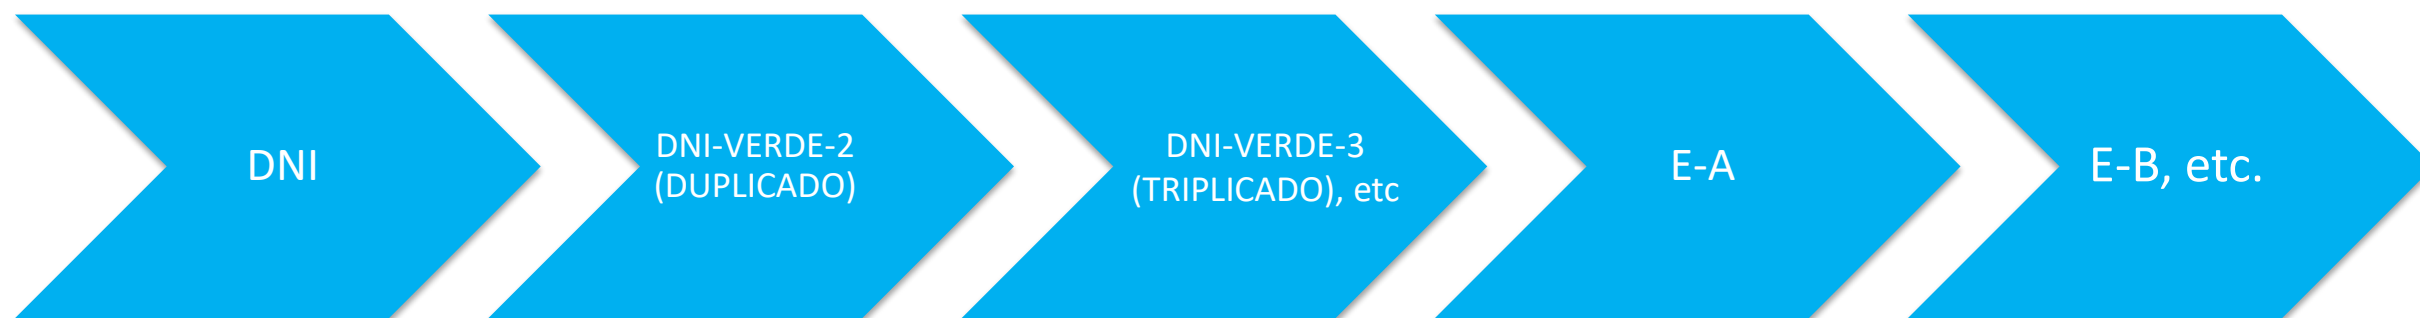 DNI
DNI-VERDE-2
(DUPLICADO)
DNI-VERDE-3
(TRIPLICADO), etc
E-A
E-B, etc.